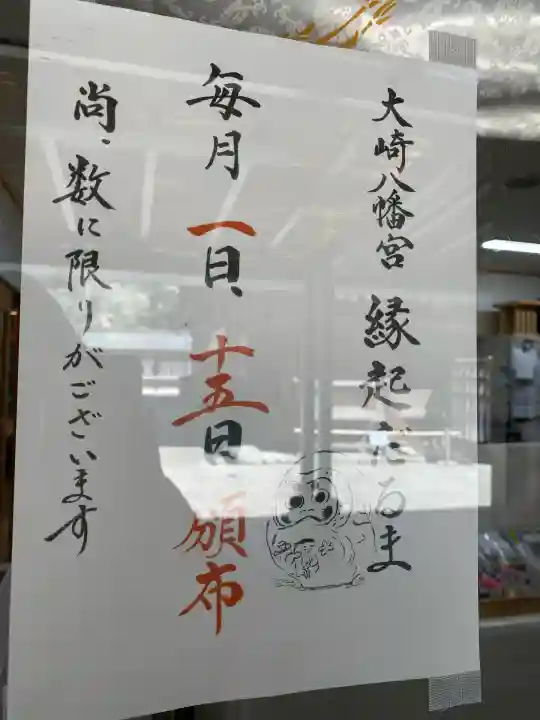 大崎八幡宮 縁起だるま
毎月 一日、十五日 頒布
尚、数に限りがございます